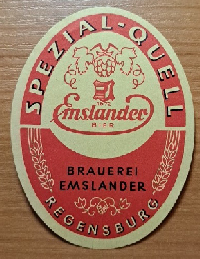 SPEZIAL-QUELL
Emslander
BIER
BRAUEREI
EMSLANDER
REGENSBURG